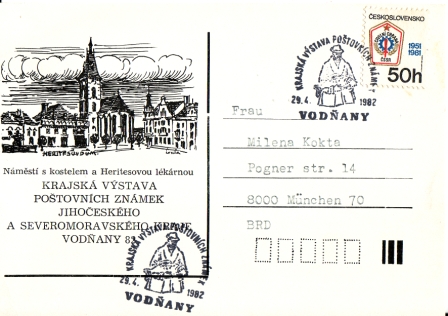 HERITESŮV DŮM.
Náměstí s kostelem a Heritesovou lékárnou
KRAJSKÁ VÝSTAVA
POŠTOVNÍCH ZNÁMEK
JIHOČESKÉHO
A SEVEROMORAVSKÉHO KRAJE
VODŇANY 82
KRAJSKÁ VÝSTAVA POŠTOVNÍCH ZNÁMEK
29.4. 1982
VODŇANY
KRAJSKÁ VÝSTAVA POŠTOVNÍCH ZNÁMEK
29.4. 1982
VODŇANY
ČESKOSLOVENSKO
1951
1981
50h
Frau
Milena Kokta
Pogner str. 14
8000 München 70
BRD